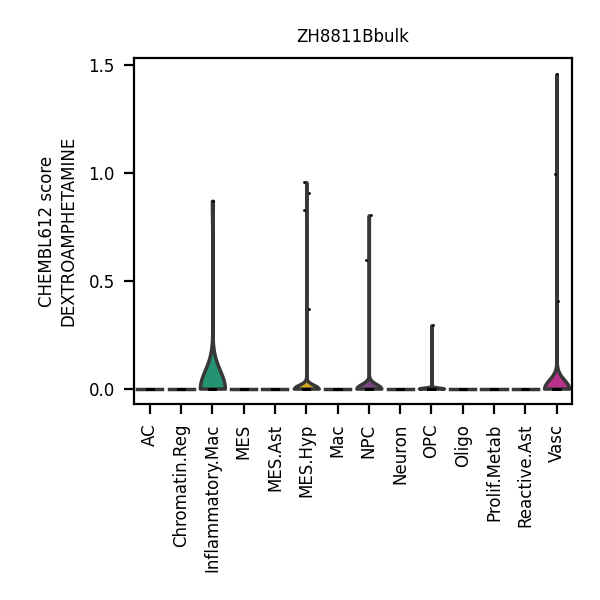 ZH8811Bbulk
CHEMBL612 score
DEXTROAMPHETAMINE
1.5
1.0
0.5
0.0
AC
Chromatin.Reg
Inflammatory.Mac
MES
MES.Ast
MES.Hyp
Mac
NPC
Neuron
OPC
Oligo
Prolif.Metab
Reactive.Ast
Vasc